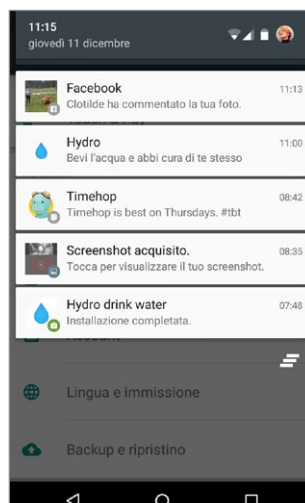 11:15
giovedì 11 dicembre
Facebook 11:13
Clotilde ha commentato la tua foto.
Hydro 11:00
Bevi l'acqua e abbi cura di te stesso
Timehop 08:42
Timehop is best on Thursdays. #tbt
Screenshot acquisito. 08:35
Tocca per visualizzare il tuo screenshot.
Hydro drink water 07:48
Installazione completata.
Account
Lingua e immissione
Backup e ripristino